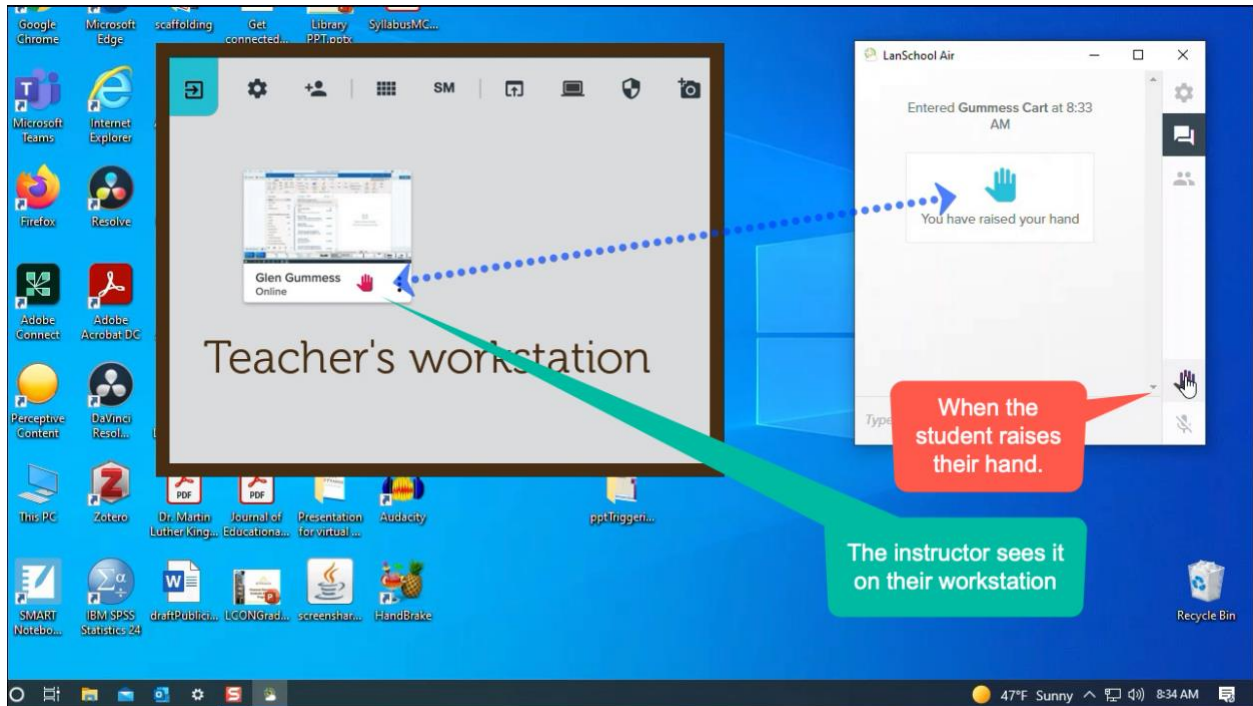 Google
Chrome
Microsoft
Edge
scaffolding
Get
connected...
Library
PPT.pptx
SyllabusMC...
Microsoft
Teams
Internet
Explorer
Firefox
Resolve
Adobe
Connect
Adobe
Acrobat DC
Perceptive
Content
DaVinci
Resol...
This PC
Zotero
PDF
Dr. Martin
Luther King...
PDF
Journal of
Educationa...
Presentation
for virtual ...
Audacity
pptTriggeri...
SMART
Notebo...
IBM SPSS
Statistics 24
draftPublici...
LCONGrad...
screenshar...
HandBrake
Recycle Bin
SM
Glen Gummess
Online
Teacher's workstation
LanSchool Air
Entered Gummess Cart at 8:33
AM
You have raised your hand
When the
student raises
their hand.
The instructor sees it
on their workstation
47°F Sunny
8:34 AM